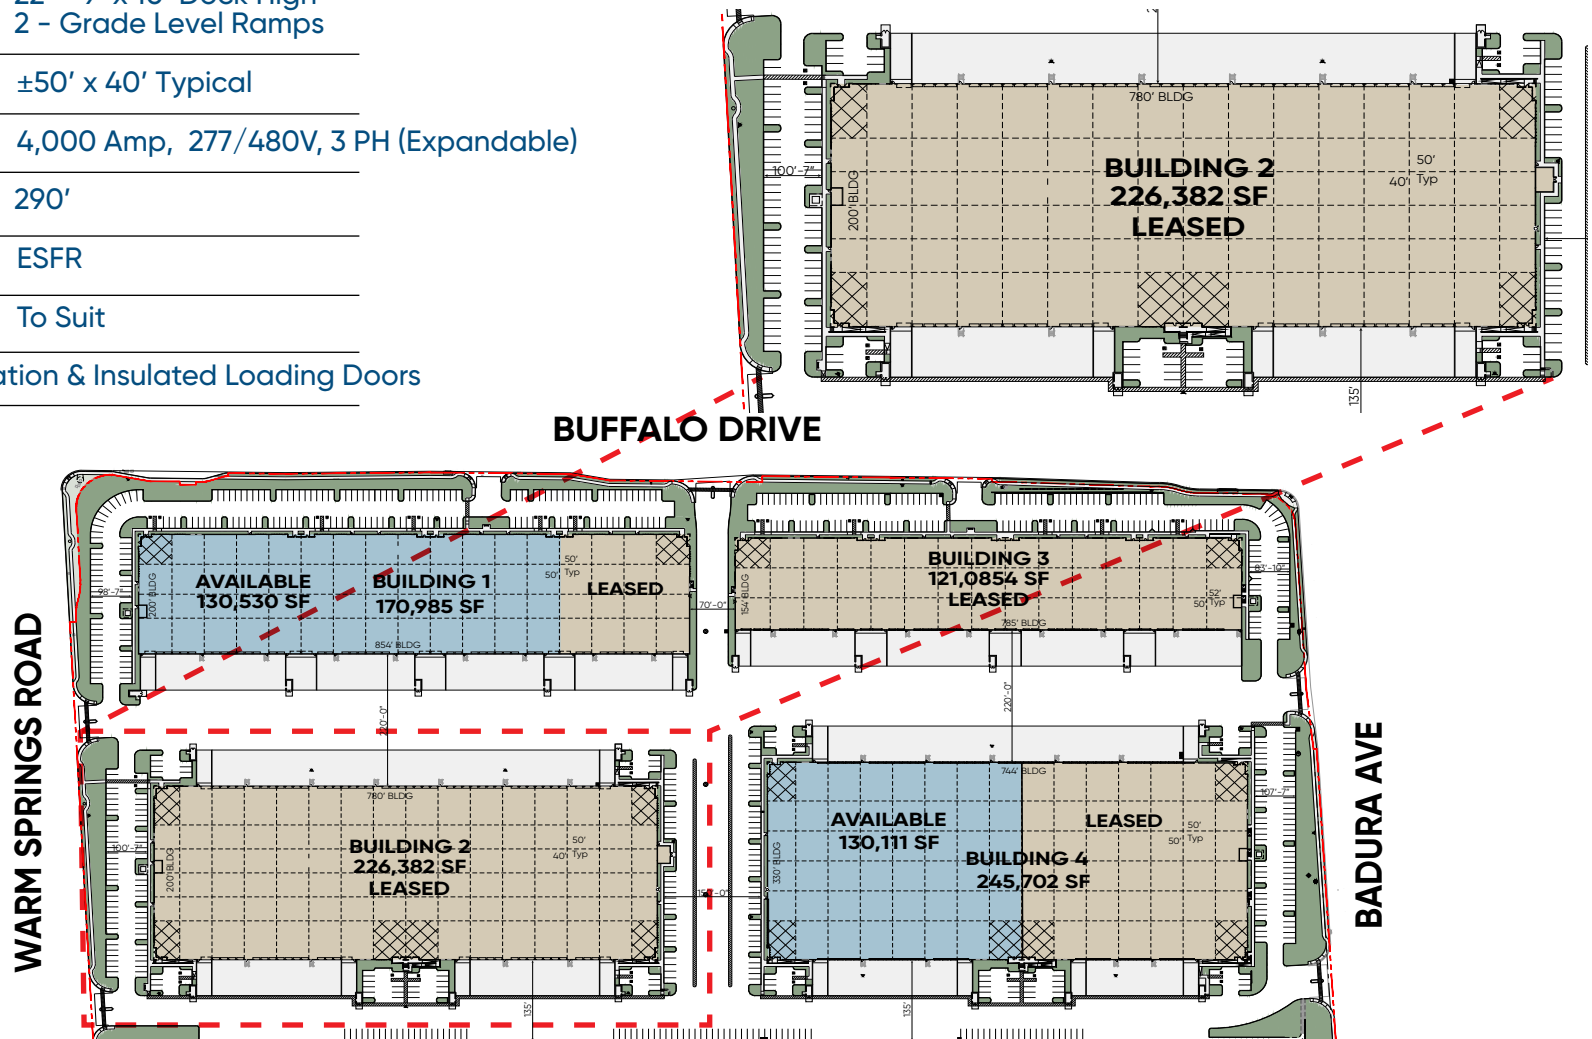 2 - Grade Level Ramps
±50' x 40' Typical
4,000 Amp, 277/480V, 3 PH (Expandable)
290'
ESFR
To Suit
ation & Insulated Loading Doors
780' BLDG
BUILDING 2
226,382 SF
LEASED
50'
40' Typ
100'-7"
200' BLDG
135'
BUFFALO DRIVE
WARM SPRINGS ROAD
BADURA AVE
AVAILABLE
130,530 SF
BUILDING 1
170,985 SF
LEASED
50'
50' Typ
200' BLDG
98'-7"
854' BLDG
70'-0"
BUILDING 3
121,0854 SF
LEASED
154' BLDG
785' BLDG
52'
50' Typ
83'-10"
220'-0"
220'-0"
780' BLDG
BUILDING 2
226,382 SF
LEASED
50'
40' Typ
100'-7"
200' BLDG
135'
744' BLDG
AVAILABLE
130,111 SF
LEASED
BUILDING 4
245,702 SF
50'
50' Typ
330' BLDG
107'-7"
135'